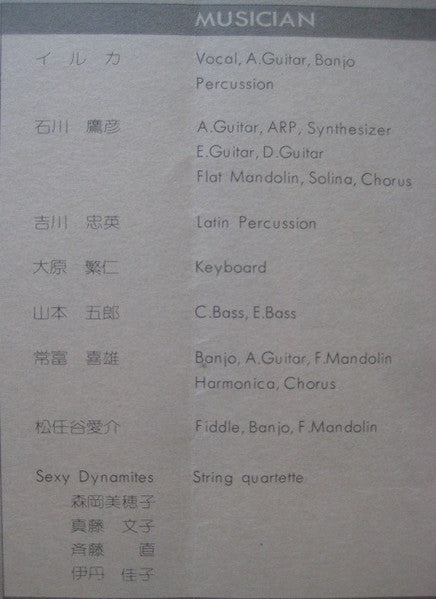 MUSICIAN
イルカ Vocal, A.Guitar, Banjo
Percussion
石川 鷹彦 A.Guitar, ARP, Synthesizer
E.Guitar, D.Guitar
Flat Mandolin, Solina, Chorus
吉川 忠英 Latin Percussion
大原 繁仁 Keyboard
山本 五郎 C.Bass, E.Bass
常富 喜雄 Banjo, A.Guitar, F.Mandolin
Harmonica, Chorus
松任谷愛介 Fiddle, Banjo, F.Mandolin
Sexy Dynamites String quartette
森岡美穂子
真藤 文子
斉藤 直
伊丹 佳子